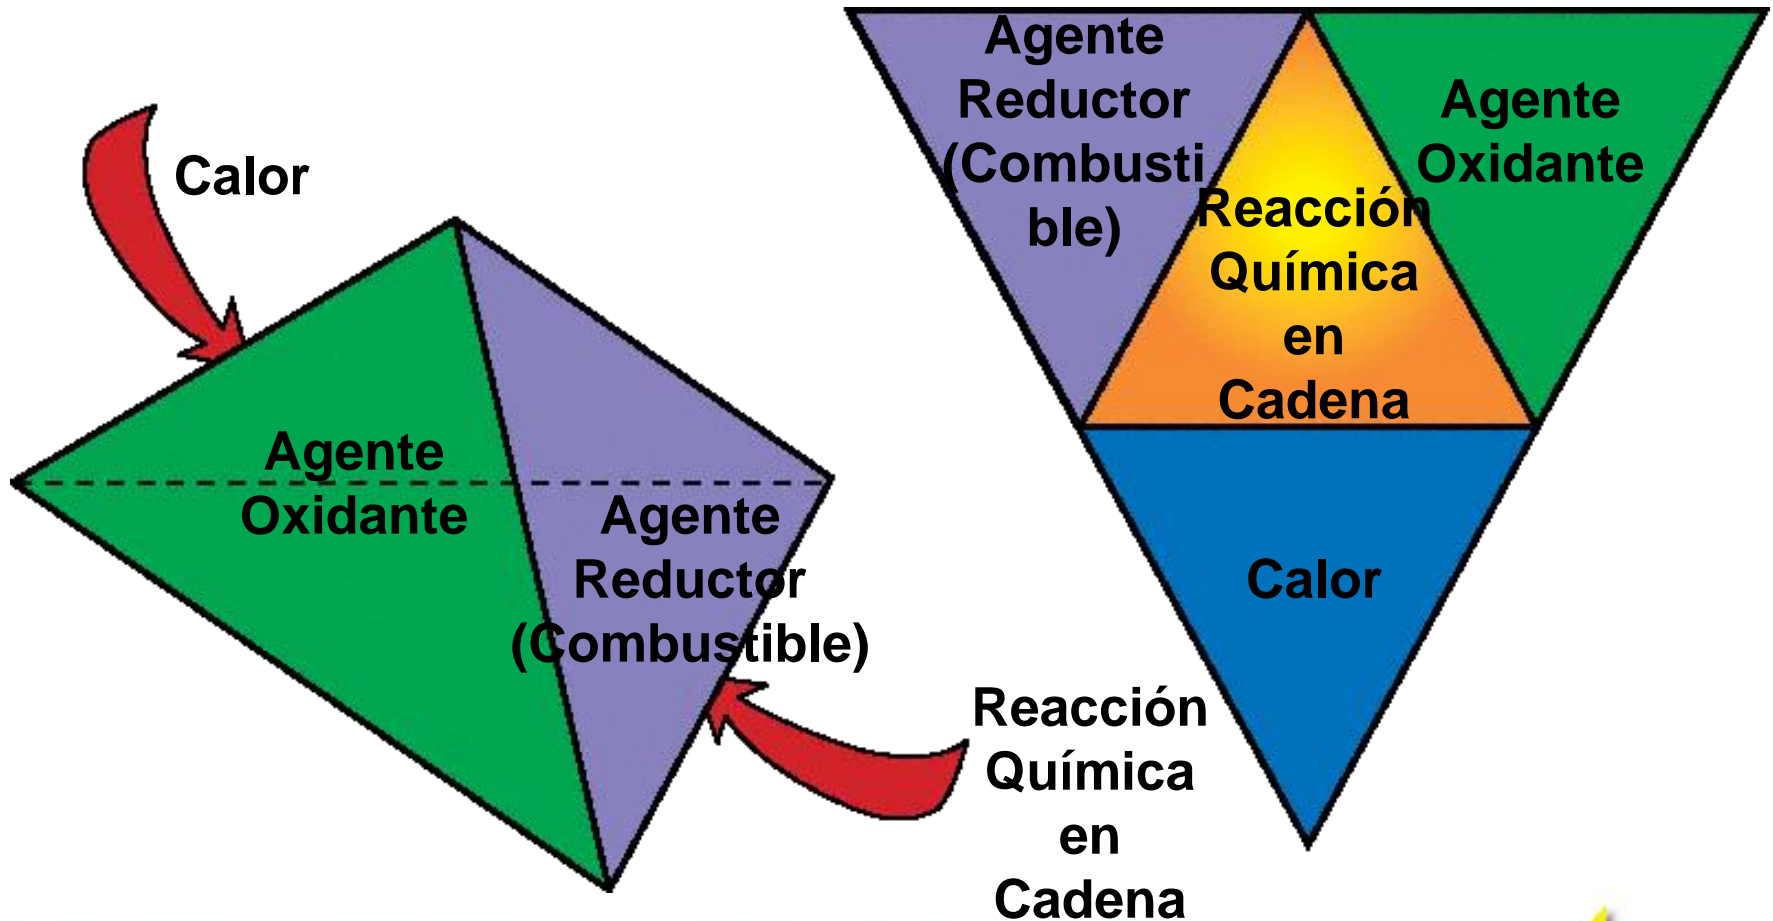 Calor
Agente
Oxidante
Agente
Reductor
(Combustible)
Reacción
Química
en
Cadena
Agente
Reductor
(Combusti
ble)
Agente
Oxidante
Reacción
Química
en
Cadena
Calor